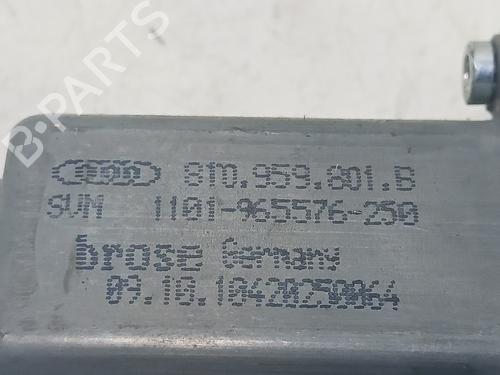 B-PARTS
8T0.959.801.B
SVM 1101-965576-250
brose Germany
09.10.10420250064